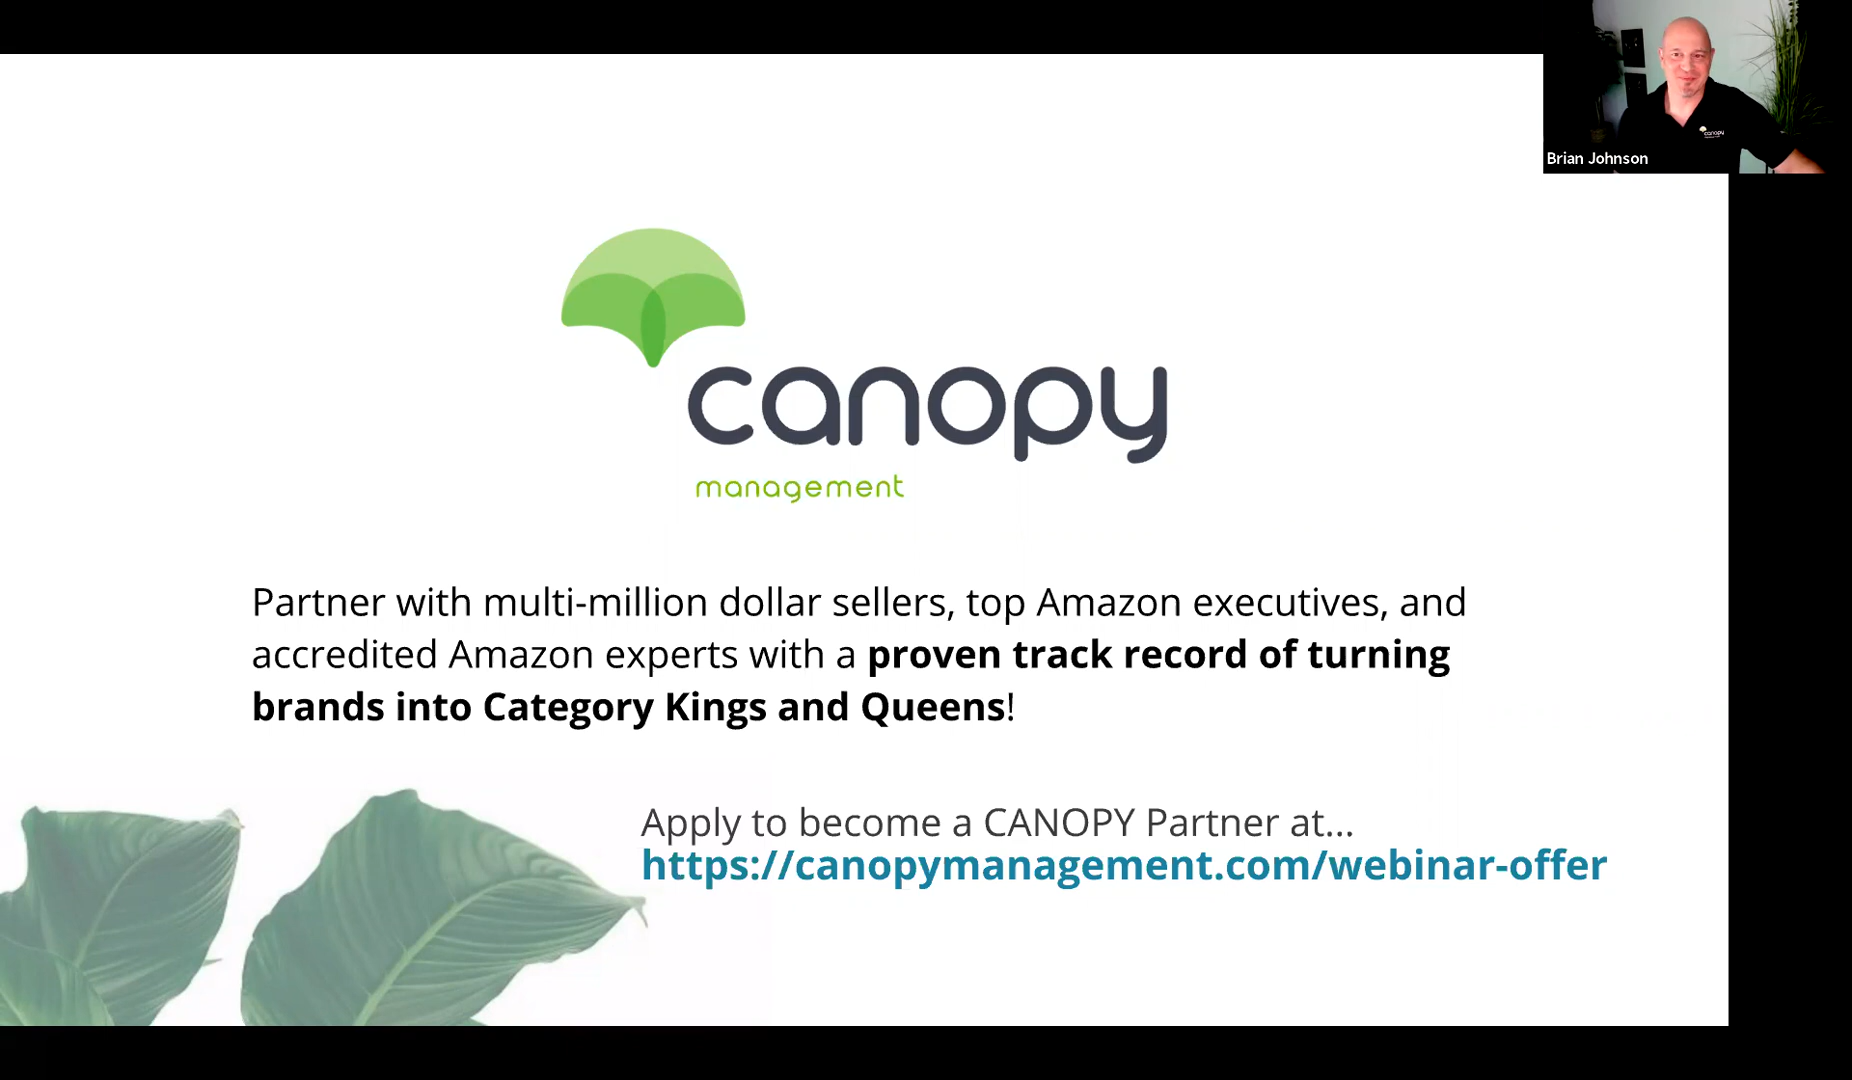 canopy
Brian Johnson
canopy
management
Partner with multi-million dollar sellers, top Amazon executives, and
accredited Amazon experts with a proven track record of turning
brands into Category Kings and Queens!
Apply to become a CANOPY Partner at...
https://canopymanagement.com/webinar-offer